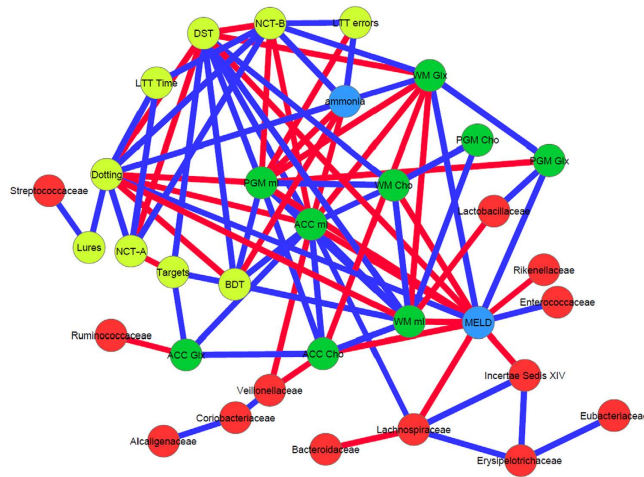 NCT-B
LTT errors
DST
WM Glx
LTT Time
ammonia
PGM Cho
PGM Glx
Dotting
PGM mI
WM Cho
Streptococcaceae
Lactobacillaceae
ACC mI
Lures
NCT-A
Targets
BDT
Rikenellaceae
Enterococcaceae
WM mI
MELD
Ruminococcaceae
ACC Glx
ACC Cho
Incertae Sedis XIV
Veillonellaceae
Coriobacteriaceae
Eubacteriaceae
Lachnospiraceae
Alcaligenaceae
Bacteroidaceae
Erysipelotrichaceae